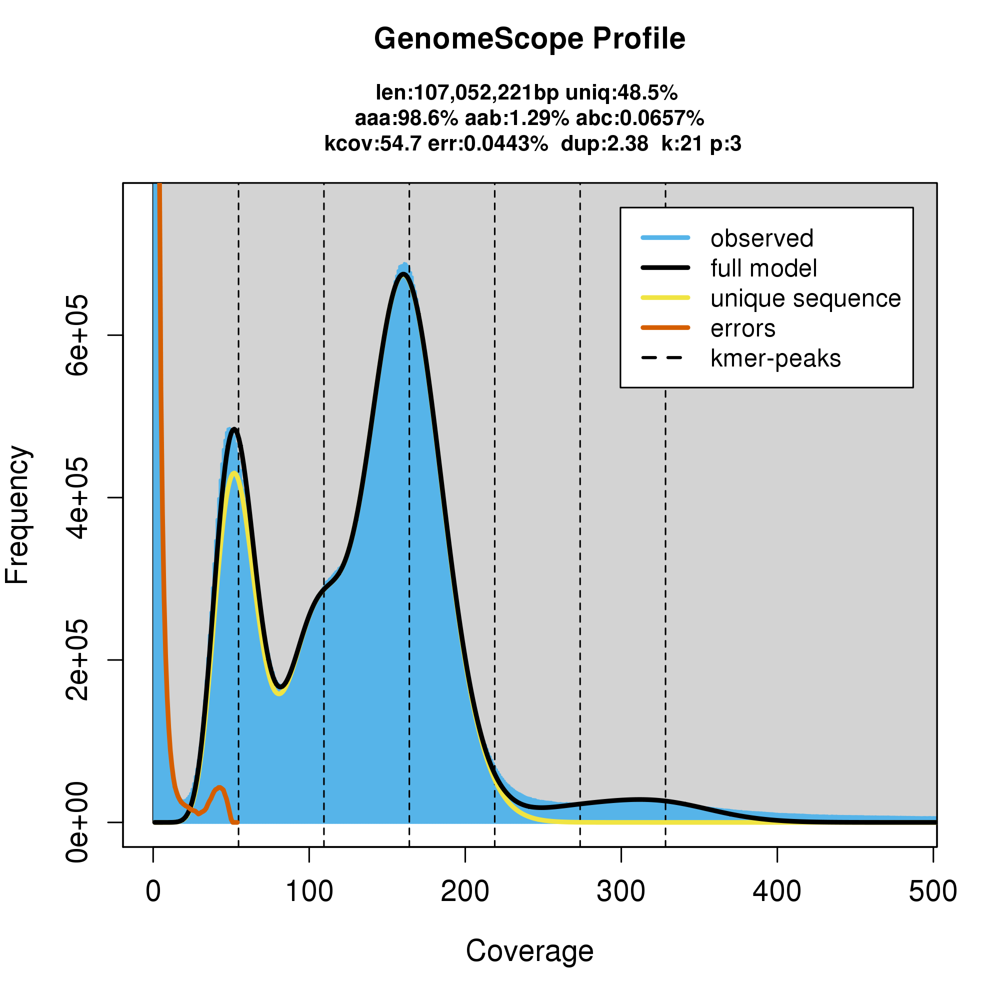 GenomeScope Profile
len:107,052,221bp uniq:48.5%
aaa:98.6% aab:1.29% abc:0.0657%
kcov:54.7 err:0.0443% dup:2.38 k:21 p:3
observed
full model
unique sequence
errors
kmer-peaks
Frequency
6e+05
4e+05
2e+05
0e+00
0 100 200 300 400 500
Coverage